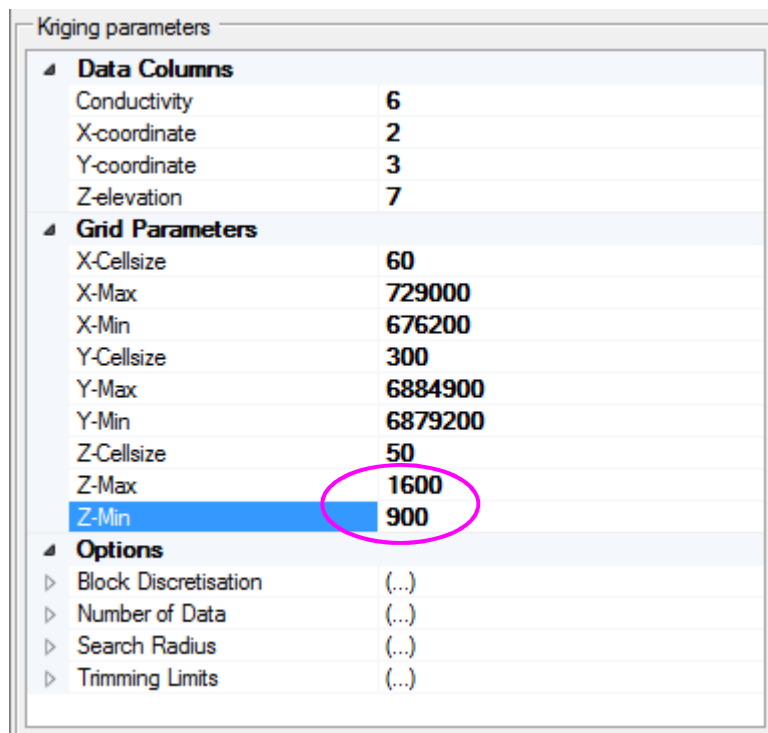 Kriging parameters
Data Columns
Conductivity 6
X-coordinate 2
Y-coordinate 3
Z-elevation 7
Grid Parameters
X-Cellsize 60
X-Max 729000
X-Min 676200
Y-Cellsize 300
Y-Max 6884900
Y-Min 6879200
Z-Cellsize 50
Z-Max 1600
Z-Min 900
Options
Block Discretisation (...)
Number of Data (...)
Search Radius (...)
Trimming Limits (...)